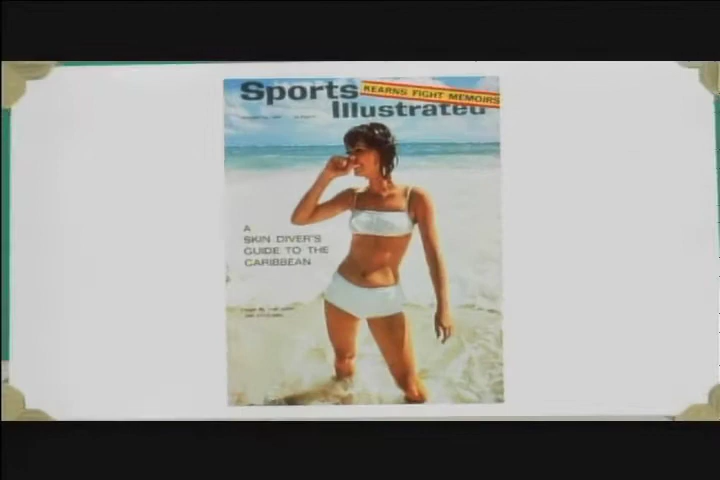 Sports
KEARNS FIGHT MEMOIRS
Illustrated
A
SKIN DIVER'S
GUIDE TO THE
CARIBBEAN